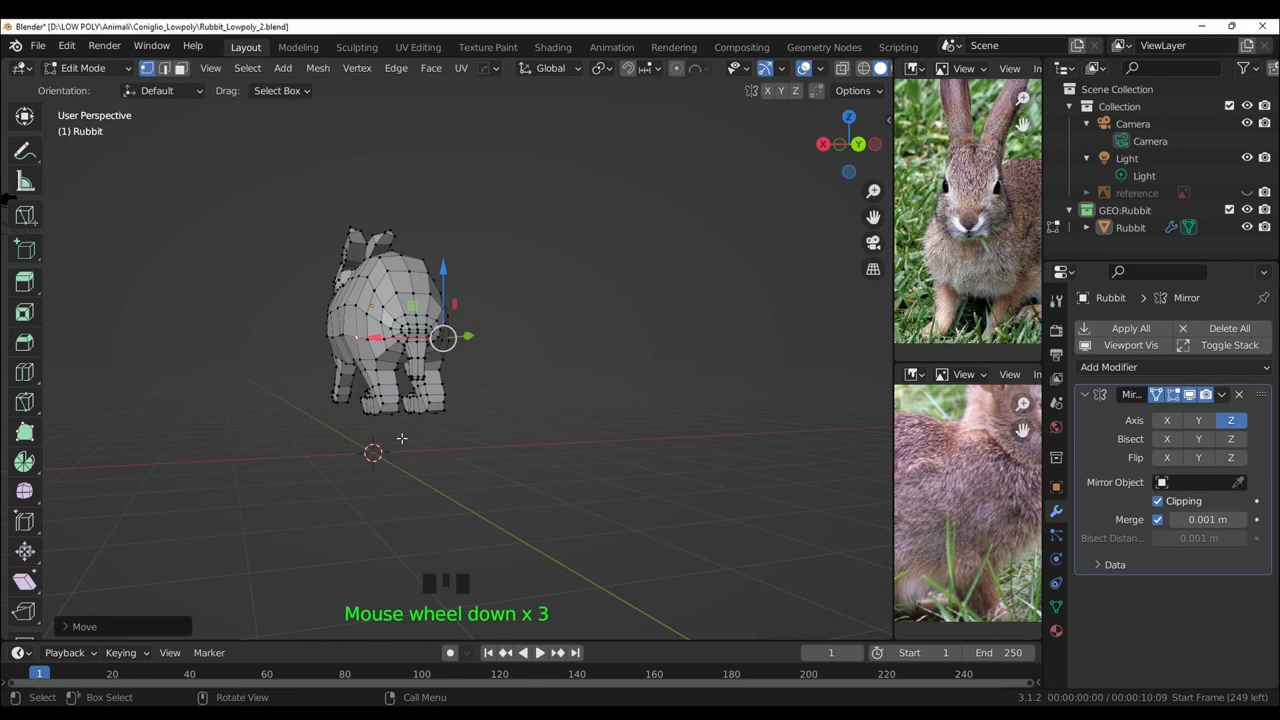 Blender* [D:\LOW POLY\Animali\Coniglio_Lowpoly\Rubbit_Lowpoly_2.blend]
File Edit Render Window Help Layout Modeling Sculpting UV Editing Texture Paint Shading Animation Rendering Compositing Geometry Nodes Scripting Scene ViewLayer
Edit Mode View Select Add Mesh Vertex Edge Face UV Global View View
Orientation: Default Drag: Select Box X Y Z Options
User Perspective
(1) Rubbit
Z
X Y
Scene Collection
Collection
Camera
Camera
Light
Light
reference
GEO:Rubbit
Rubbit
Rubbit Mirror
Apply All Delete All
Viewport Vis Toggle Stack
Add Modifier
Mir...
Axis X Y Z
Bisect X Y Z
Flip X Y Z
Mirror Object
Clipping
Merge 0.001 m
Bisect Distan... 0.001 m
Data
View View
Mouse wheel down x 3
Move
Playback Keying View Marker 1 Start 1 End 250
1 20 40 60 80 100 120 140 160 180 200 220 240
Select Box Select Rotate View Call Menu 3.1.2 00:00:00:00 / 00:00:10:09 Start Frame (249 left)